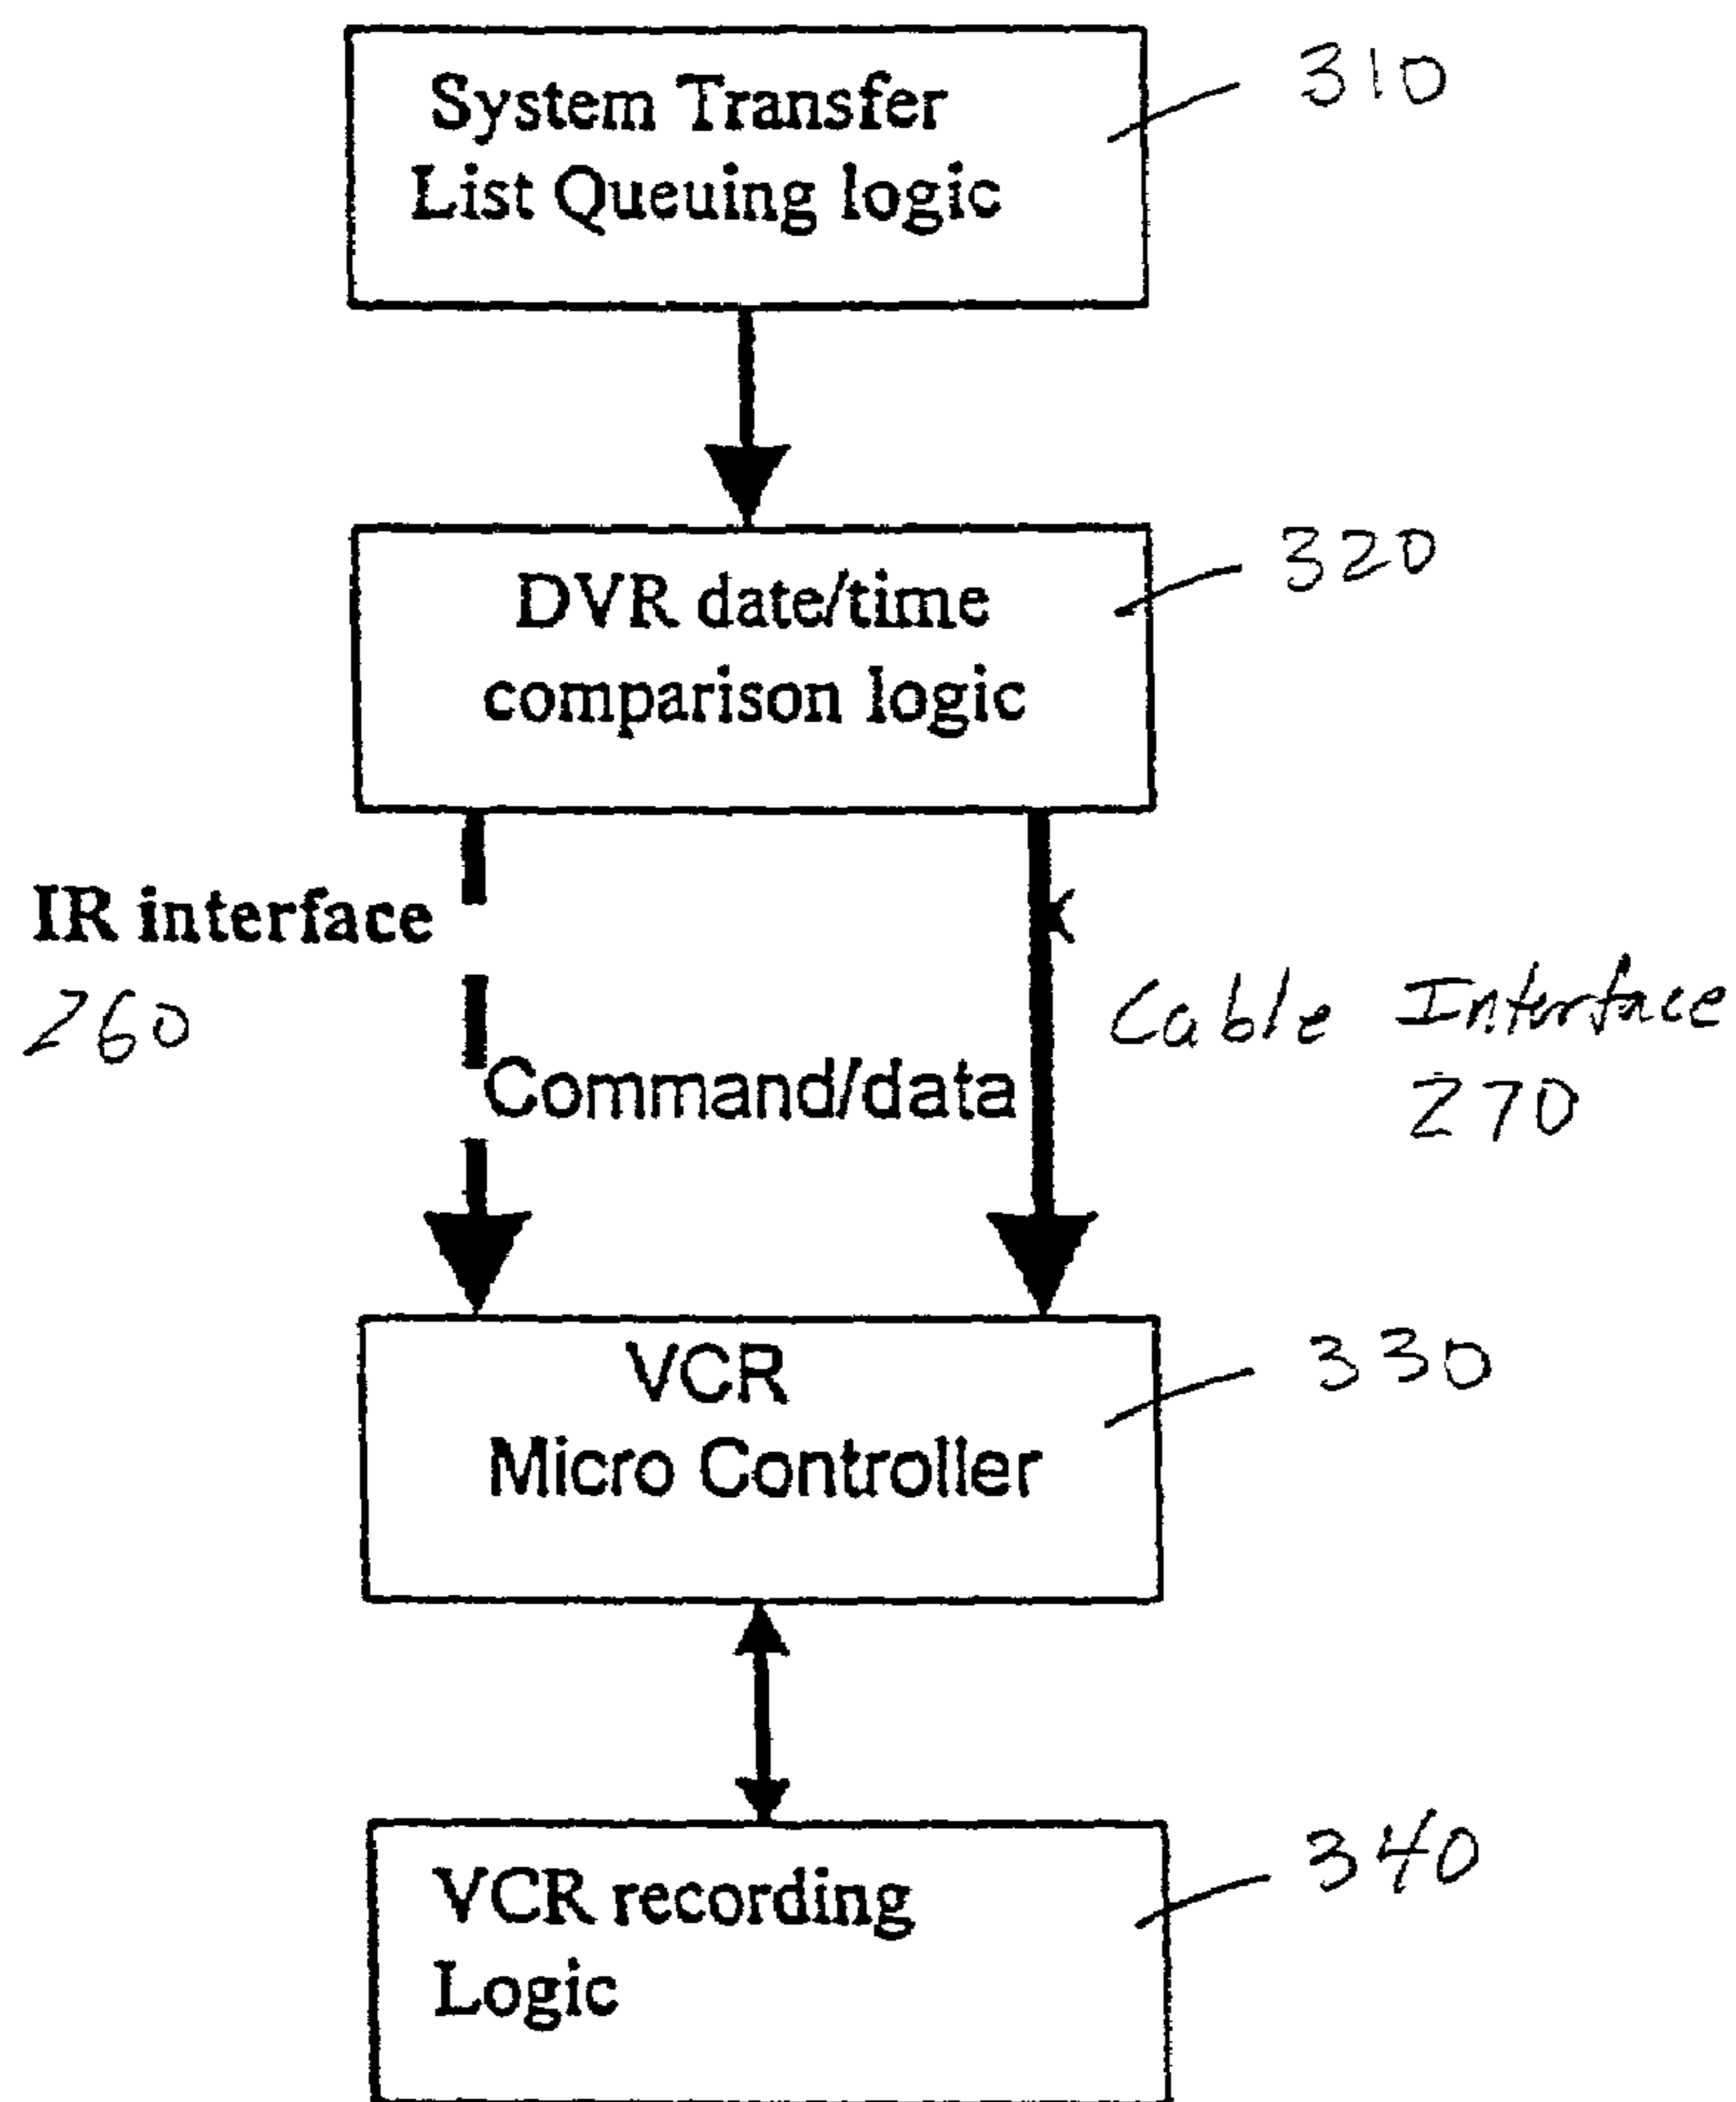 System Transfer
List Queuing logic
310
DVR date/time
comparison logic
320
IR interface
260
Command/data
Cable Interface
270
VCR
Micro Controller
330
VCR recording
Logic
340